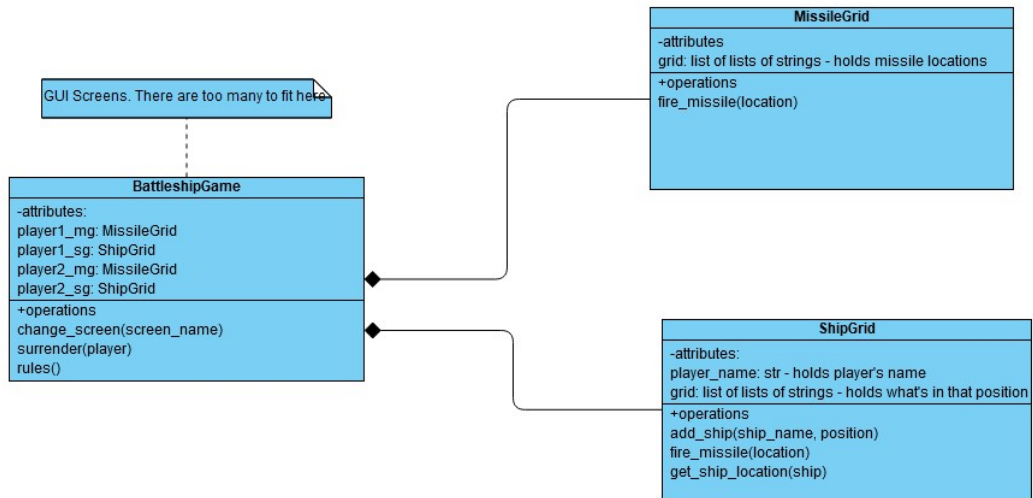 GUI Screens. There are too many to fit here
BattleshipGame
-attributes:
player1_mg: MissileGrid
player1_sg: ShipGrid
player2_mg: MissileGrid
player2_sg: ShipGrid
+operations
change_screen(screen_name)
surrender(player)
rules()
MissileGrid
-attributes
grid: list of lists of strings - holds missile locations
+operations
fire_missile(location)
ShipGrid
-attributes:
player_name: str - holds player's name
grid: list of lists of strings - holds what's in that position
+operations
add_ship(ship_name, position)
fire_missile(location)
get_ship_location(ship)